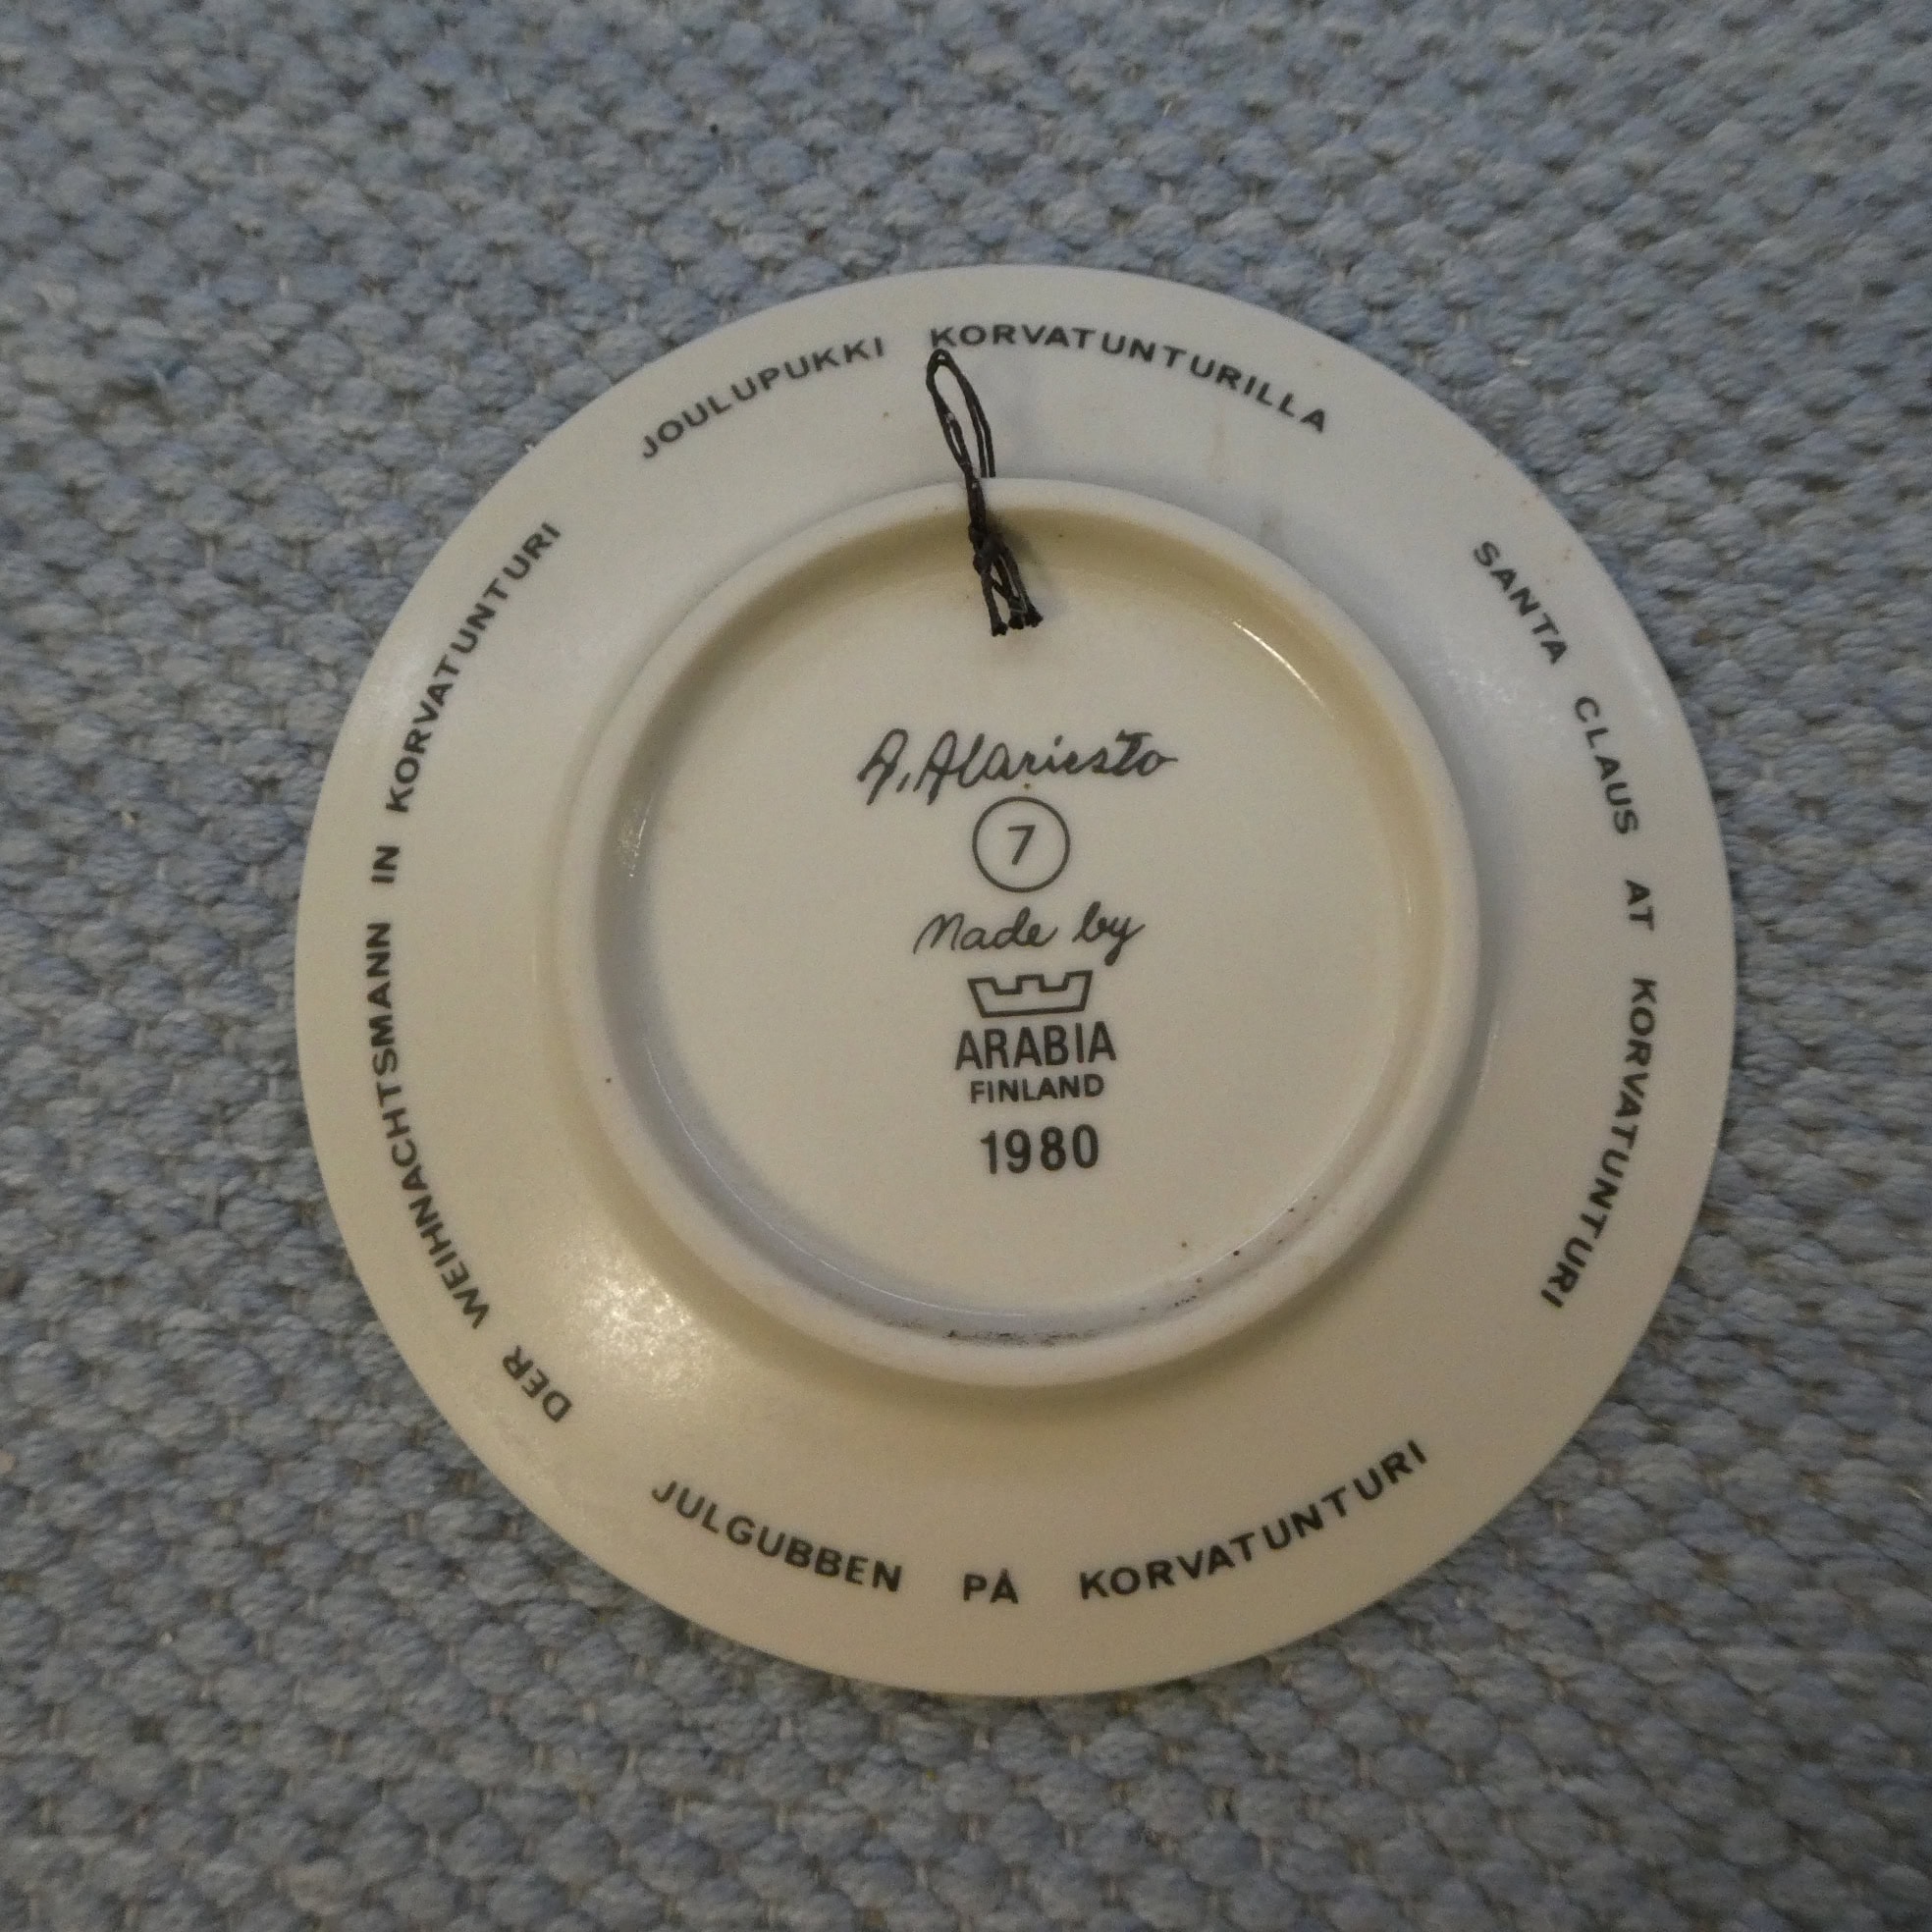 JOULUPUKKI KORVATUNTURILLA
SANTA CLAUS AT KORVATUNTURI
JULGUBBEN PÅ KORVATUNTURI
DER WEIHNACHTSMANN IN KORVATUNTURI
A. Alariesto
7
Made by
ARABIA
FINLAND
1980